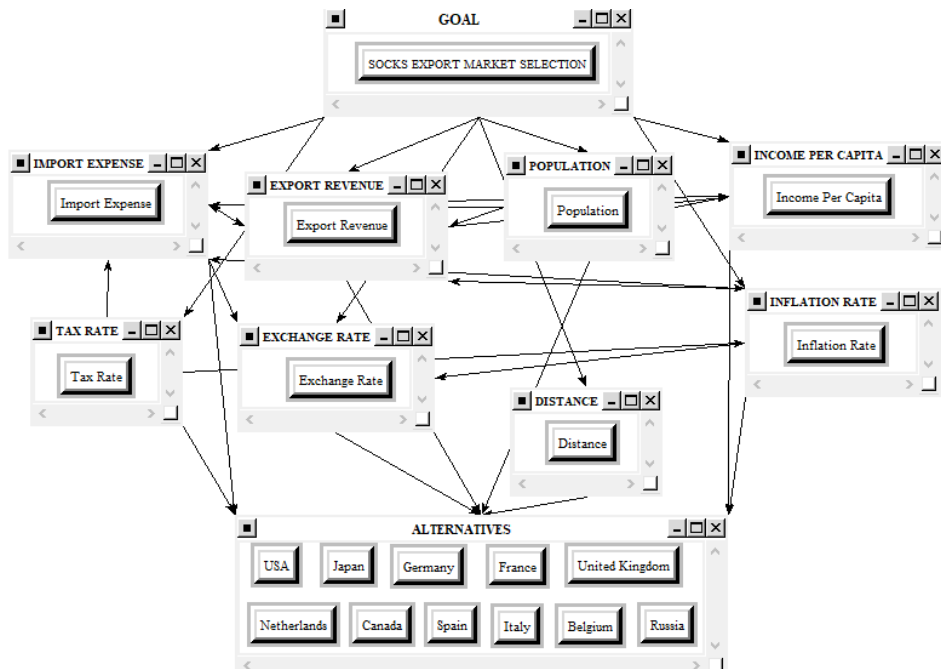 GOAL
SOCKS EXPORT MARKET SELECTION
IMPORT EXPENSE
Import Expense
EXPORT REVENUE
Export Revenue
POPULATION
Population
INCOME PER CAPITA
Income Per Capita
TAX RATE
Tax Rate
EXCHANGE RATE
Exchange Rate
DISTANCE
Distance
INFLATION RATE
Inflation Rate
ALTERNATIVES
USA Japan Germany France United Kingdom
Netherlands Canada Spain Italy Belgium Russia